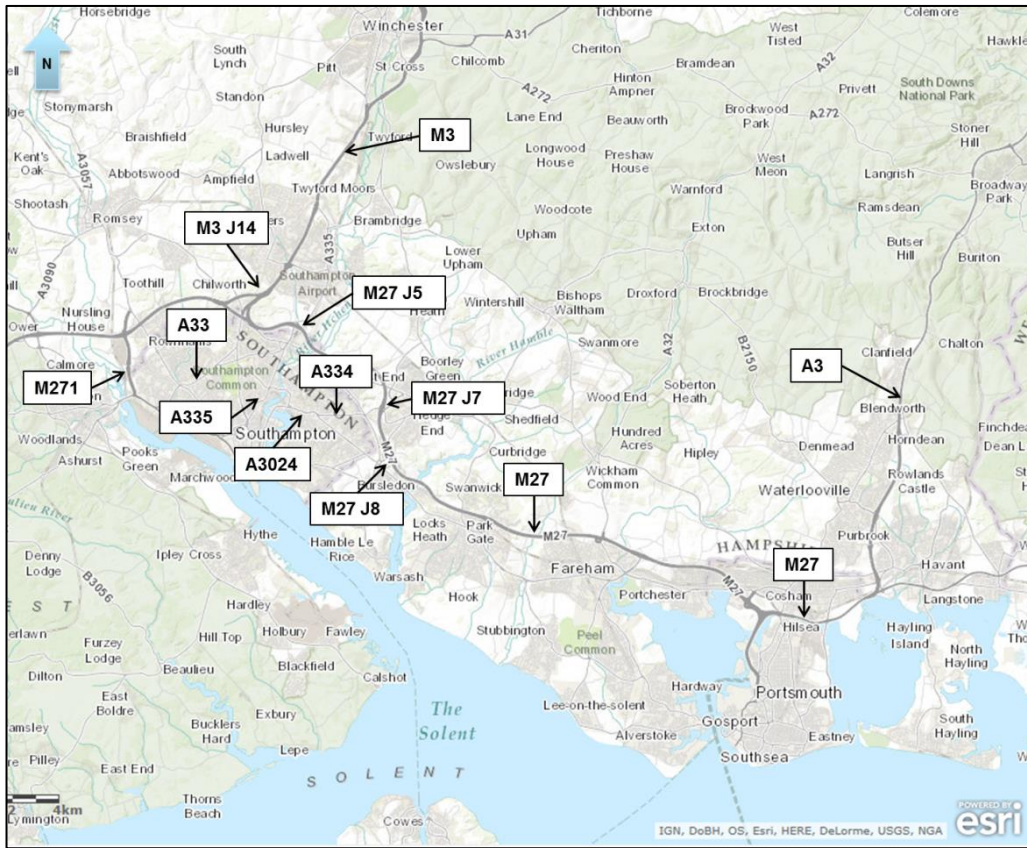 Horsebridge
Winchester
Tichborne
Colemore
A31
West
Tisted
Hawkle
N
South
Lynch
Pitt
St Cross
Chilcomb
Cheriton
Bramdean
A32
Stonymarsh
Standon
A272
Hinton
Ampner
Privett
South Downs
National Park
Braishfield
Hursley
Twyford
M3
Lane End
Beauworth
Brockwood
Park
A272
Stoner
Hill
Kent's
Oak
A3057
Abbotswood
Ladwell
Owslebury
Longwood
House
Preshaw
House
West
Meon
Ampfield
Langrish
Broadway
Park
Shootash
Twyford Moors
Warnford
Romsey
M3 J14
Brambridge
Woodcote
Ramsdean
A335
Upham
Exton
Butser
Hill
A3090
Toothill
Chilworth
Southampton
Airport
Lower
Upham
Buriton
Nursling
House
M27 J5
Wintershill
Bishops
Waltham
Droxford
Brockbridge
Ower
A33
Heath
River Hamble
Swanmore
A32
B2150
Chalton
Calmore
SOUTHAMPTON
A334
Boorley
Green
A3
Clanfield
M271
Southampton
Common
M27 J7
Soberton
Heath
Blendworth
A335
Hedge
End
Shedfield
Wood End
Finchdean
Woodlands
Southampton
Hundred
Acres
Denmead
Horndean
Dean L
Ashurst
Pooks
Green
A3024
M27
Curbridge
Hipley
Marchwood
Bursledon
Swanwick
M27
Wickham
Common
Waterlooville
Rowlands
Castle
M27 J8
Hythe
Locks
Heath
Park
Gate
Purbrook
Ipley Cross
Hamble Le
Rice
M27
HAMPSHI
M27
Havant
Denny
Lodge
Warsash
Fareham
M27
Cosham
B3056
Hardley
Hook
Portchester
Langstone
Hilsea
EST
Holbury
Fawley
Stubbington
Hayling
Island
Furzey
Lodge
Hill Top
Peel
Common
North
Hayling
Dilton
Beaulieu
Blackfield
Calshot
Hardway
Portsmouth
East
Boldre
Exbury
The
Solent
Lee-on-the-solent
Gosport
South
Hayling
Bucklers
Hard
Alverstoke
Eastney
Pilley
Lepe
Southsea
East End
SOLENT
Thorns
Beach
2 4km
Lymington
Cowes
IGN, DoBH, OS, Esri, HERE, DeLorme, USGS, NGA
POWERED BY
esri